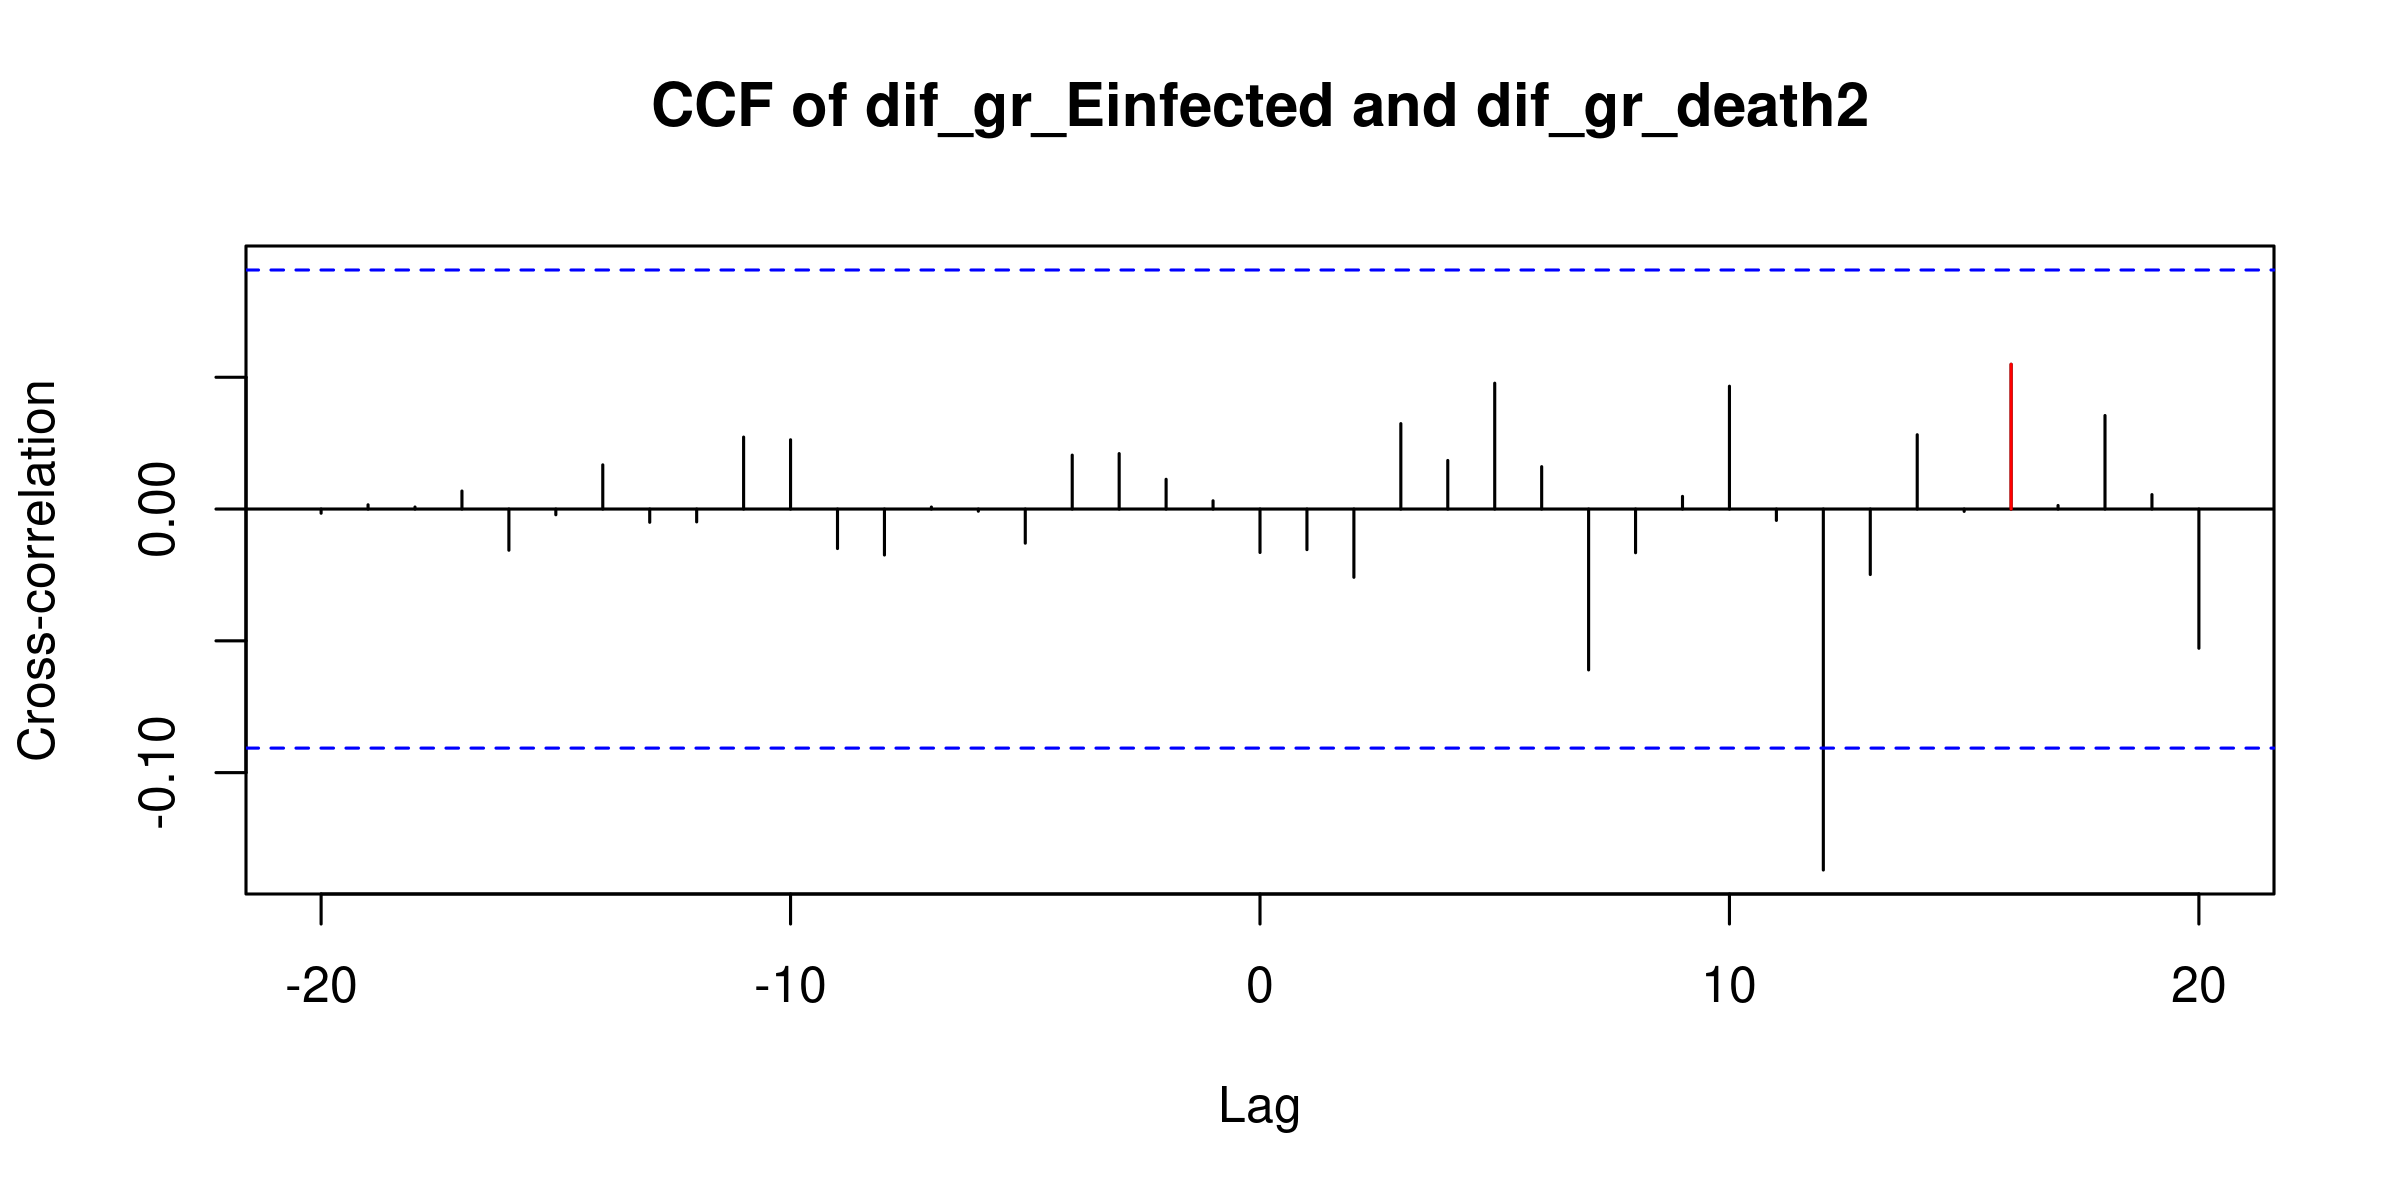 CCF of dif_gr_Einfected and dif_gr_death2
Cross-correlation
0.00
-0.10
-20
-10
0
10
20
Lag